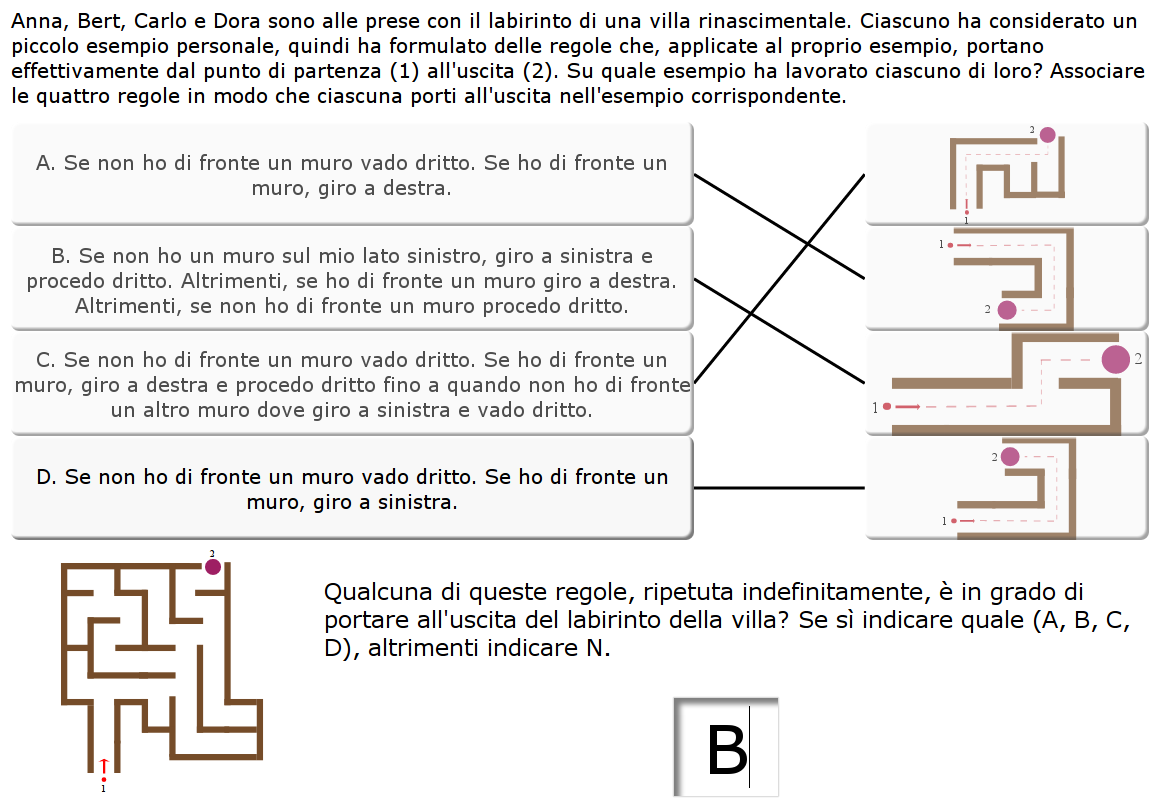 Anna, Bert, Carlo e Dora sono alle prese con il labirinto di una villa rinascimentale. Ciascuno ha considerato un
piccolo esempio personale, quindi ha formulato delle regole che, applicate al proprio esempio, portano
effettivamente dal punto di partenza (1) all'uscita (2). Su quale esempio ha lavorato ciascuno di loro? Associare
le quattro regole in modo che ciascuna porti all'uscita nell'esempio corrispondente.
A. Se non ho di fronte un muro vado dritto. Se ho di fronte un
muro, giro a destra.
2
1
B. Se non ho un muro sul mio lato sinistro, giro a sinistra e
procedo dritto. Altrimenti, se ho di fronte un muro giro a destra.
Altrimenti, se non ho di fronte un muro procedo dritto.
1
2
C. Se non ho di fronte un muro vado dritto. Se ho di fronte un
muro, giro a destra e procedo dritto fino a quando non ho di fronte
un altro muro dove giro a sinistra e vado dritto.
2
1
D. Se non ho di fronte un muro vado dritto. Se ho di fronte un
muro, giro a sinistra.
2
1
2
1
Qualcuna di queste regole, ripetuta indefinitamente, è in grado di
portare all'uscita del labirinto della villa? Se sì indicare quale (A, B, C,
D), altrimenti indicare N.
B